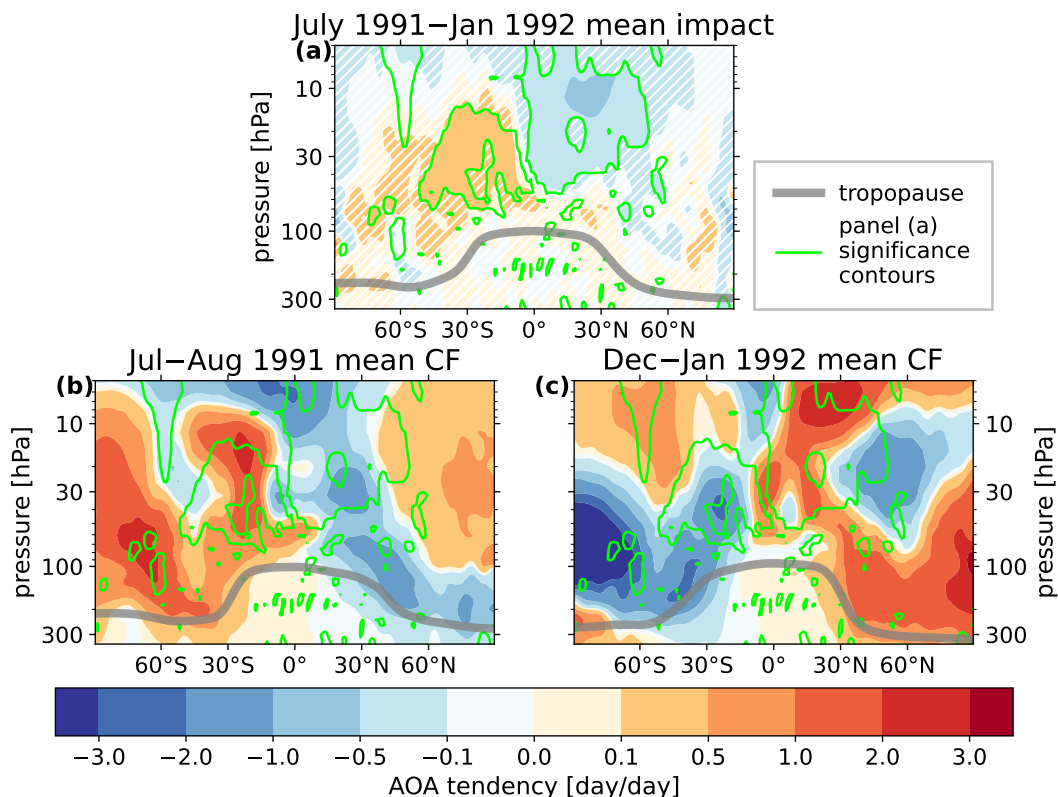 July 1991−Jan 1992 mean impact
(a)
10
30
100
300
pressure [hPa]
60°S 30°S 0° 30°N 60°N
tropopause
panel (a)
significance
contours
Jul−Aug 1991 mean CF
(b)
10
30
100
300
pressure [hPa]
60°S 30°S 0° 30°N 60°N
Dec−Jan 1992 mean CF
(c)
10
30
100
300
pressure [hPa]
60°S 30°S 0° 30°N 60°N
−3.0 −2.0 −1.0 −0.5 −0.1 0.0 0.1 0.5 1.0 2.0 3.0
AOA tendency [day/day]